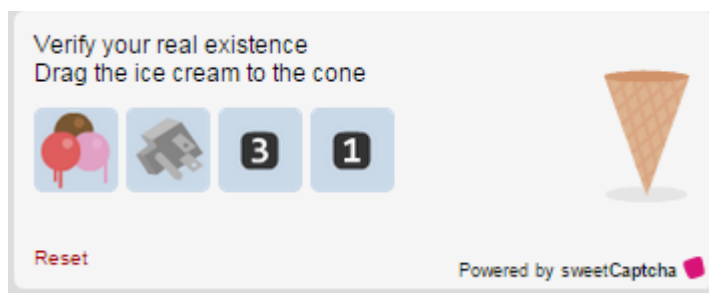 Verify your real existence
Drag the ice cream to the cone
3 1
Reset
Powered by sweetCaptcha